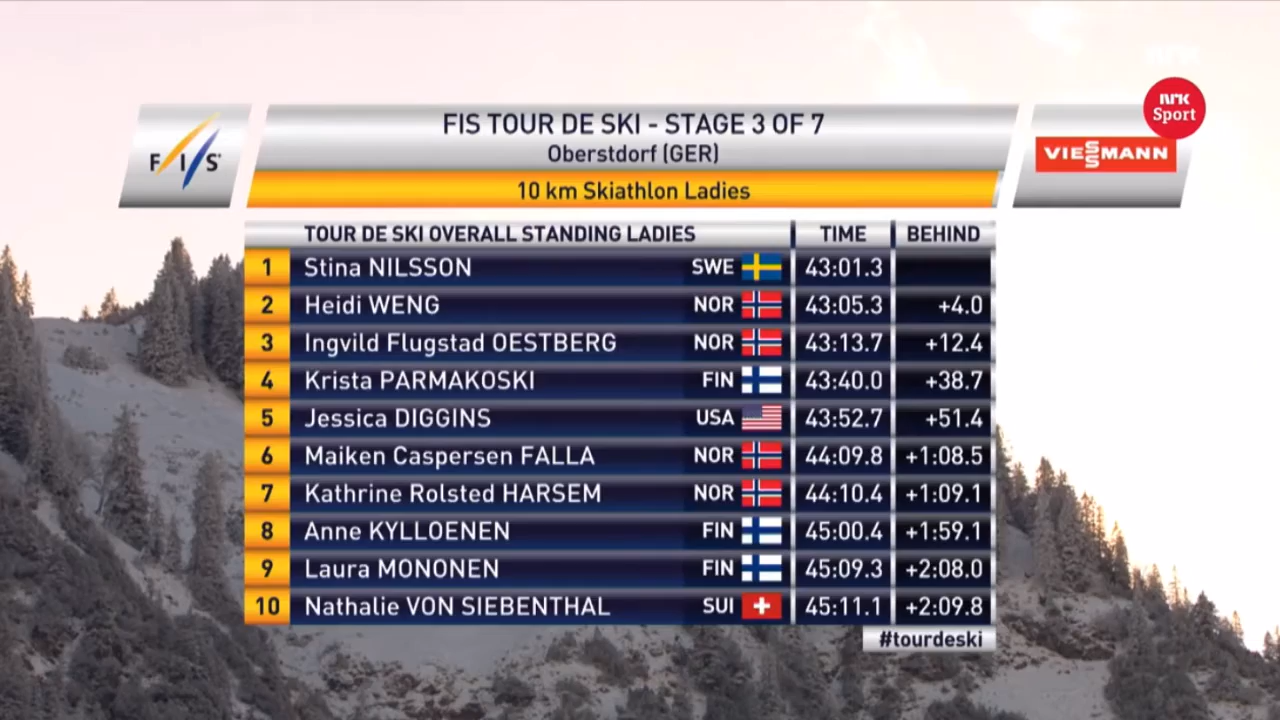 NRK
NRK
Sport
FIS
FIS TOUR DE SKI - STAGE 3 OF 7
Oberstdorf (GER)
10 km Skiathlon Ladies
VIESSMANN
TOUR DE SKI OVERALL STANDING LADIES TIME BEHIND
1 Stina NILSSON SWE 43:01.3
2 Heidi WENG NOR 43:05.3 +4.0
3 Ingvild Flugstad OESTBERG NOR 43:13.7 +12.4
4 Krista PARMAKOSKI FIN 43:40.0 +38.7
5 Jessica DIGGINS USA 43:52.7 +51.4
6 Maiken Caspersen FALLA NOR 44:09.8 +1:08.5
7 Kathrine Rolsted HARSEM NOR 44:10.4 +1:09.1
8 Anne KYLLOENEN FIN 45:00.4 +1:59.1
9 Laura MONONEN FIN 45:09.3 +2:08.0
10 Nathalie VON SIEBENTHAL SUI 45:11.1 +2:09.8
#tourdeski